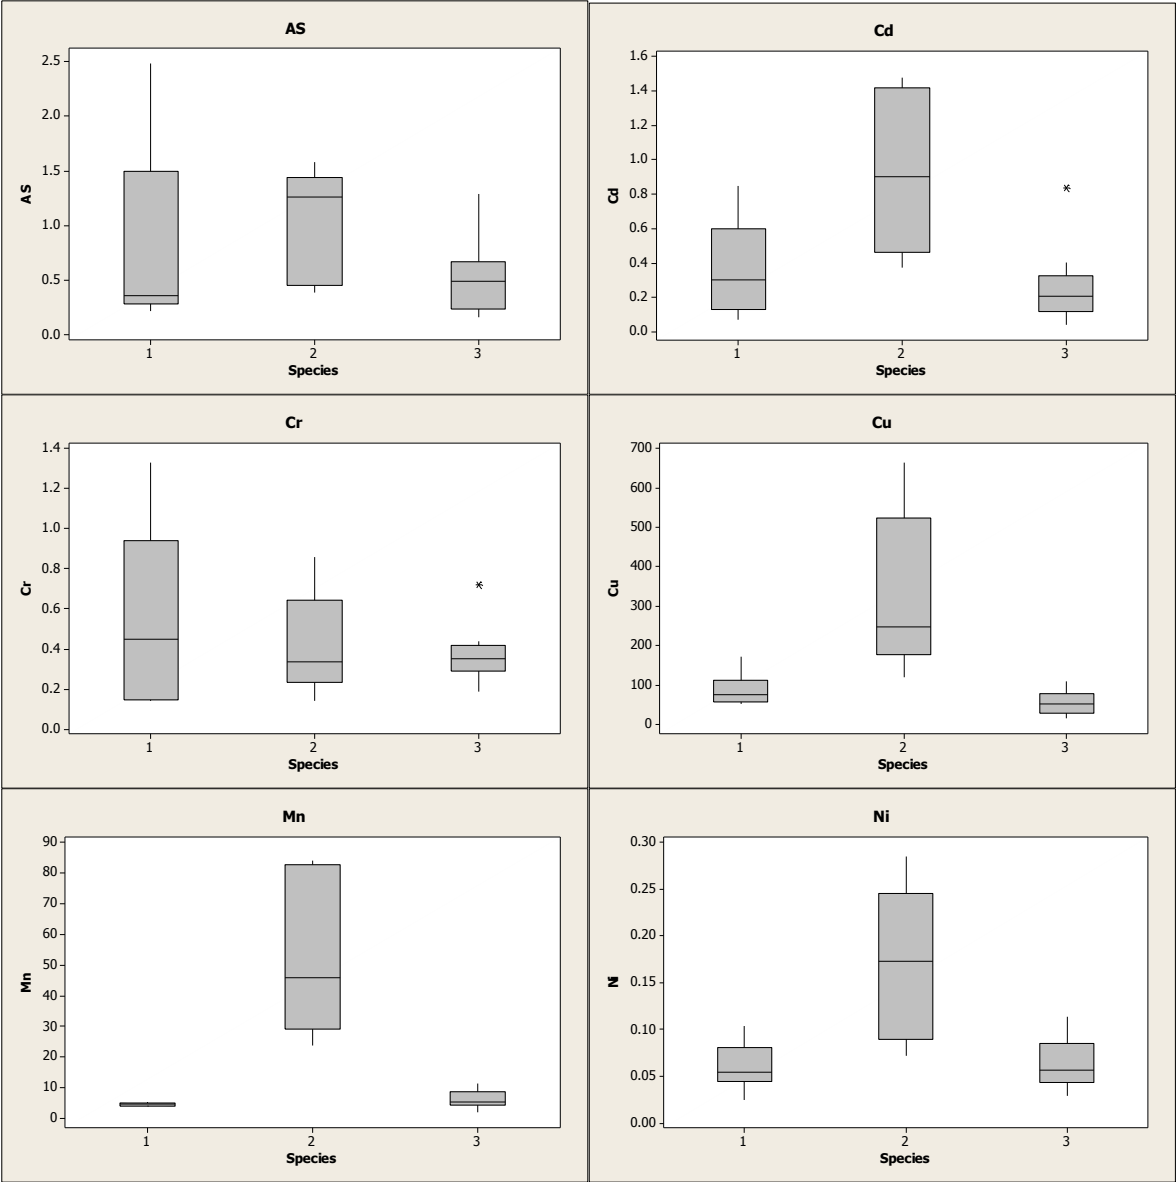 AS
2.5
2.0
1.5
1.0
0.5
0.0
AS
1 2 3
Species
Cd
1.6
1.4
1.2
1.0
0.8
0.6
0.4
0.2
0.0
Cd
1 2 3
Species
Cr
1.4
1.2
1.0
0.8
0.6
0.4
0.2
0.0
Cr
1 2 3
Species
Cu
700
600
500
400
300
200
100
0
Cu
1 2 3
Species
Mn
90
80
70
60
50
40
30
20
10
0
Mn
1 2 3
Species
Ni
0.30
0.25
0.20
0.15
0.10
0.05
0.00
Ni
1 2 3
Species